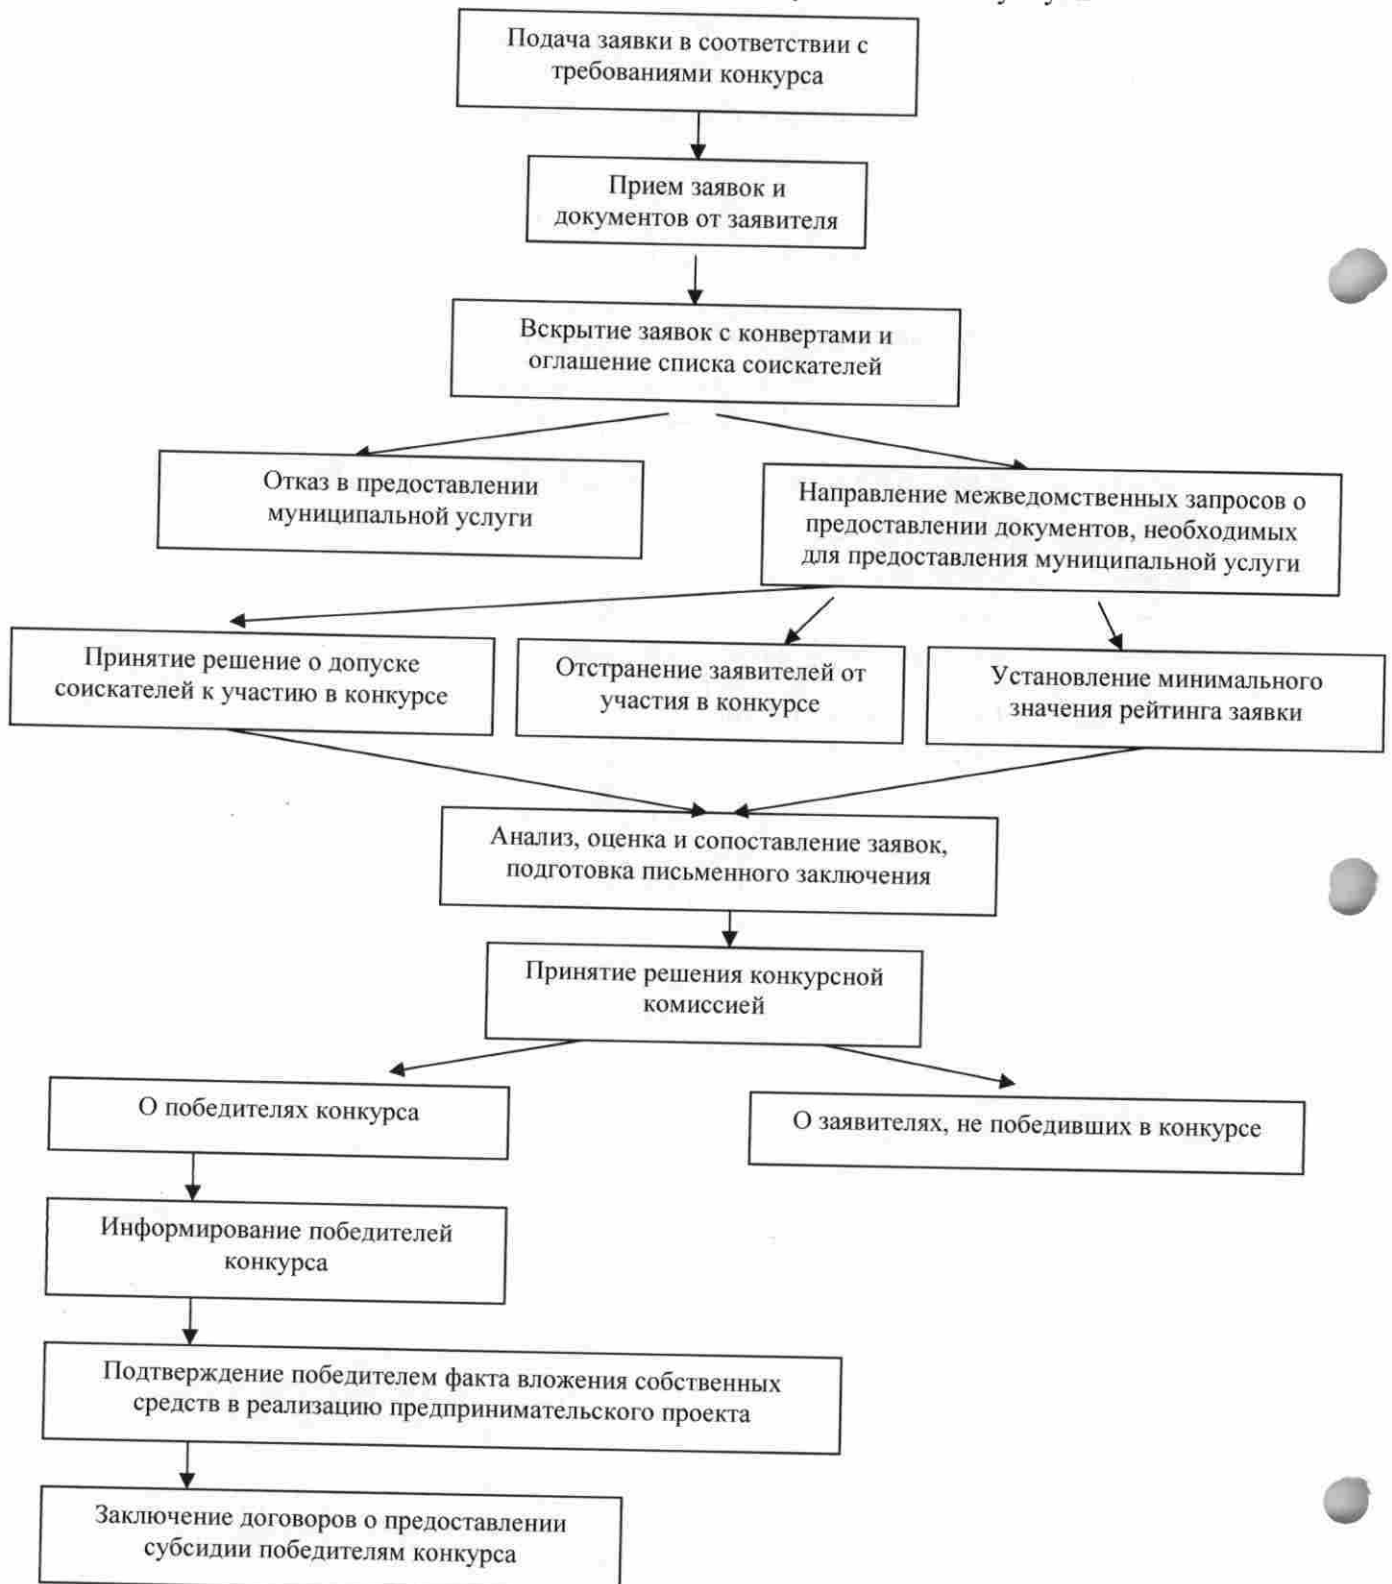 Подача заявки в соответствии с
требованиями конкурса
Прием заявок и
документов от заявителя
Вскрытие заявок с конвертами и
оглашение списка соискателей
Отказ в предоставлении
муниципальной услуги
Направление межведомственных запросов о
предоставлении документов, необходимых
для предоставления муниципальной услуги
Принятие решение о допуске
соискателей к участию в конкурсе
Отстранение заявителей от
участия в конкурсе
Установление минимального
значения рейтинга заявки
Анализ, оценка и сопоставление заявок,
подготовка письменного заключения
Принятие решения конкурсной
комиссией
О победителях конкурса
О заявителях, не победивших в конкурсе
Информирование победителей
конкурса
Подтверждение победителем факта вложения собственных
средств в реализацию предпринимательского проекта
Заключение договоров о предоставлении
субсидии победителям конкурса